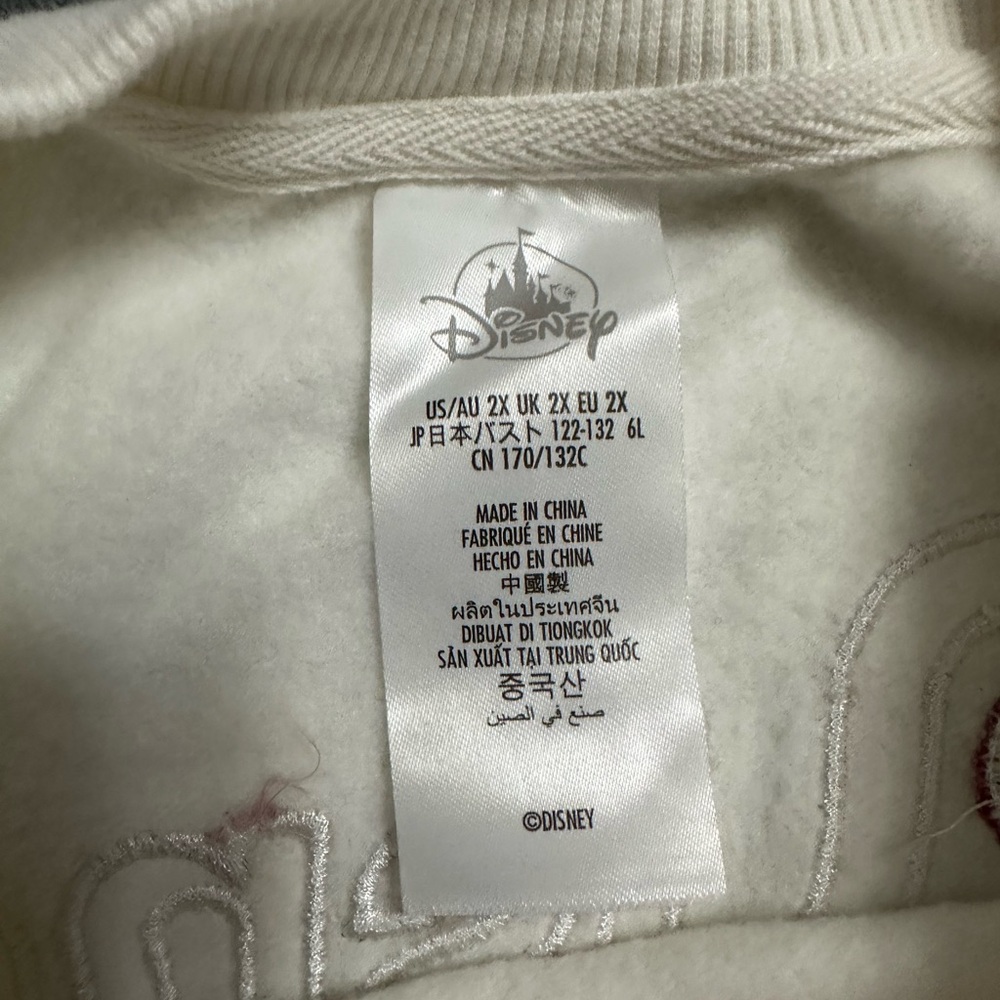 Disney
US/AU 2X UK 2X EU 2X
JP日本バスト 122-132 6L
CN 170/132C
MADE IN CHINA
FABRIQUÉ EN CHINE
HECHO EN CHINA
中國製
ผลิตในประเทศจีน
DIBUAT DI TIONGKOK
SẢN XUẤT TẠI TRUNG QUỐC
중국산
صنع في الصين
©DISNEY